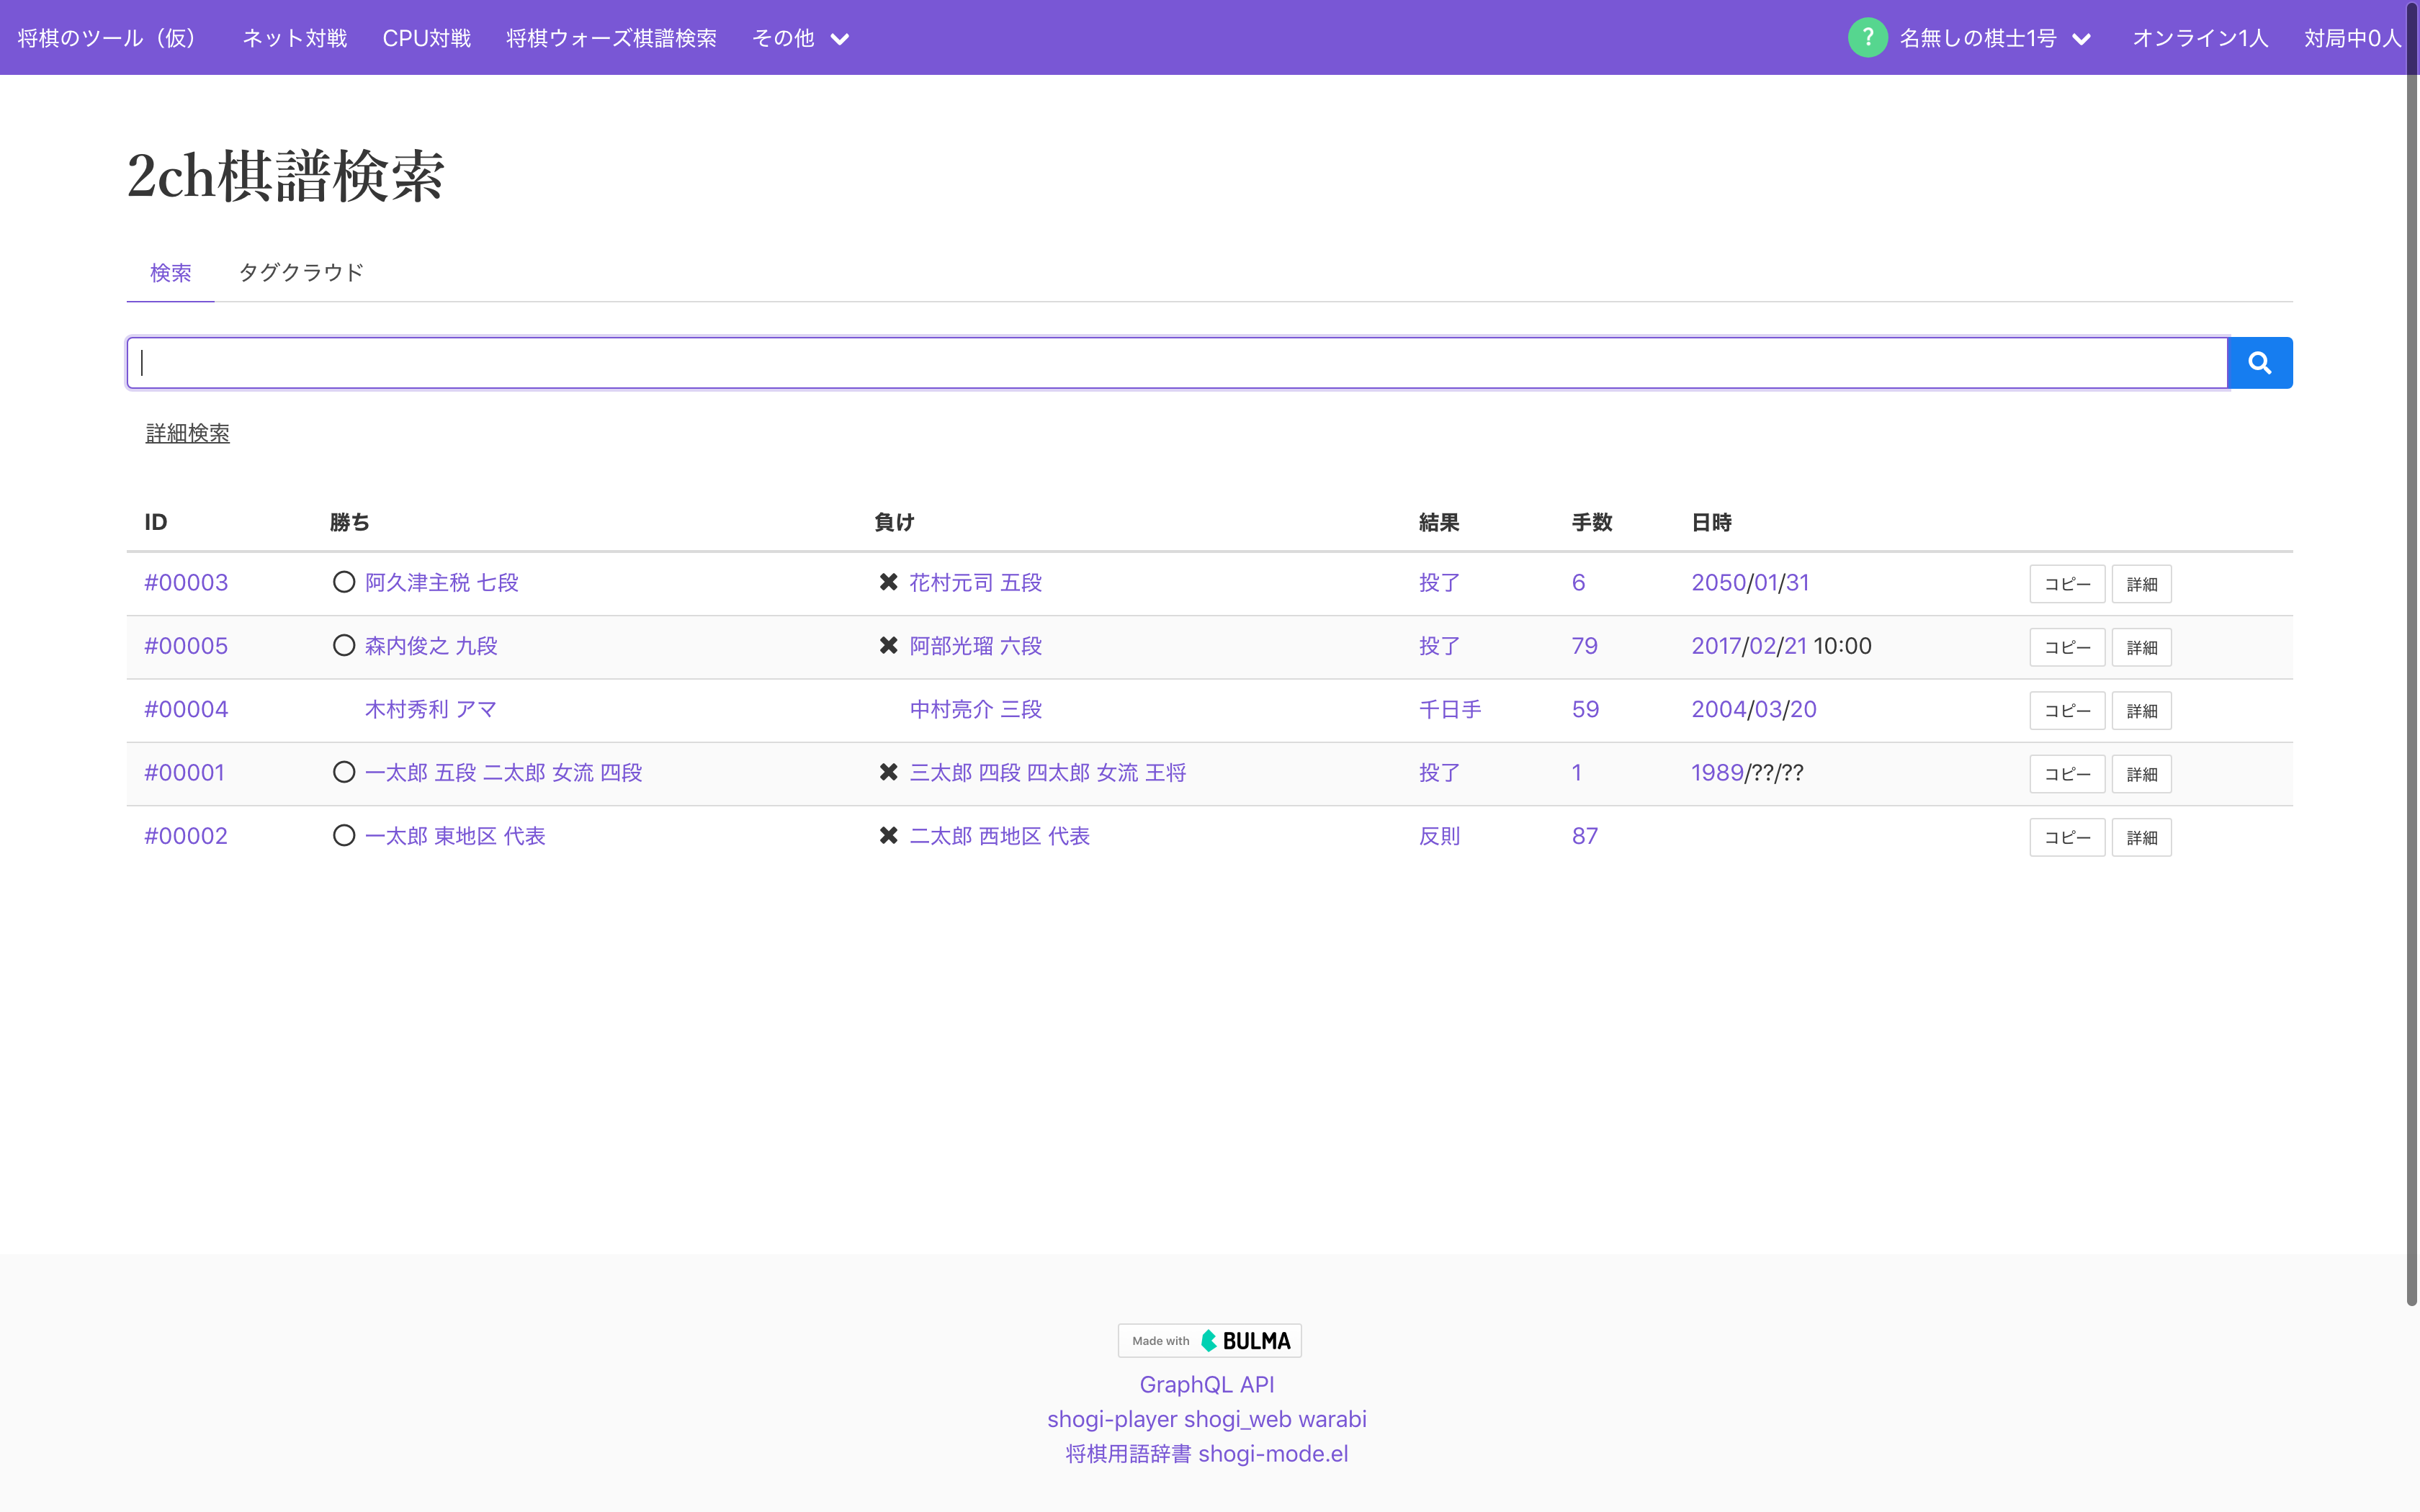 将棋のツール（仮） ネット対戦 CPU対戦 将棋ウォーズ棋譜検索 その他 ? 名無しの棋士1号 オンライン1人 対局中0人
2ch棋譜検索
検索 タグクラウド
詳細検索
ID 勝ち 負け 結果 手数 日時
#00003 阿久津主税 七段 花村元司 五段 投了 6 2050/01/31 コピー 詳細
#00005 森内俊之 九段 阿部光瑠 六段 投了 79 2017/02/21 10:00 コピー 詳細
#00004 木村秀利 アマ 中村亮介 三段 千日手 59 2004/03/20 コピー 詳細
#00001 一太郎 五段 二太郎 女流 四段 三太郎 四段 四太郎 女流 王将 投了 1 1989/??/?? コピー 詳細
#00002 一太郎 東地区 代表 二太郎 西地区 代表 反則 87 コピー 詳細
Made with BULMA
GraphQL API
shogi-player shogi_web warabi
将棋用語辞書 shogi-mode.el